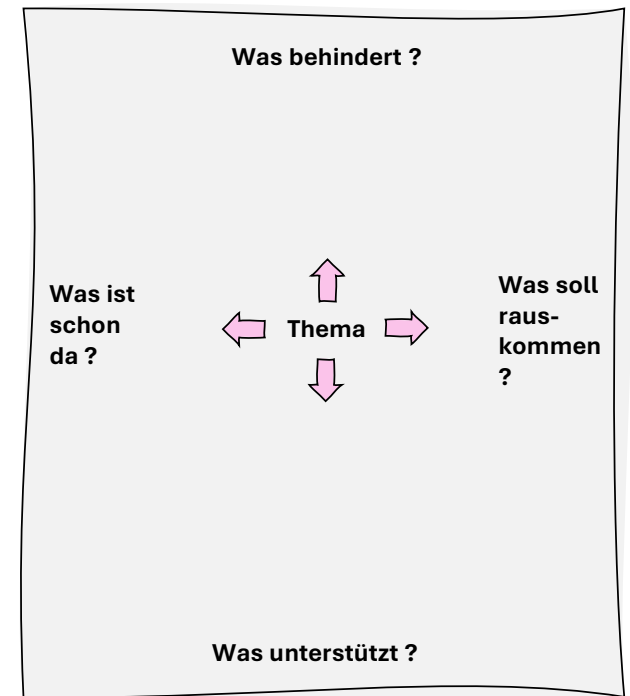 Was behindert ?
Was ist
schon
da ?
Thema
Was soll
raus-
kommen
?
Was unterstützt ?